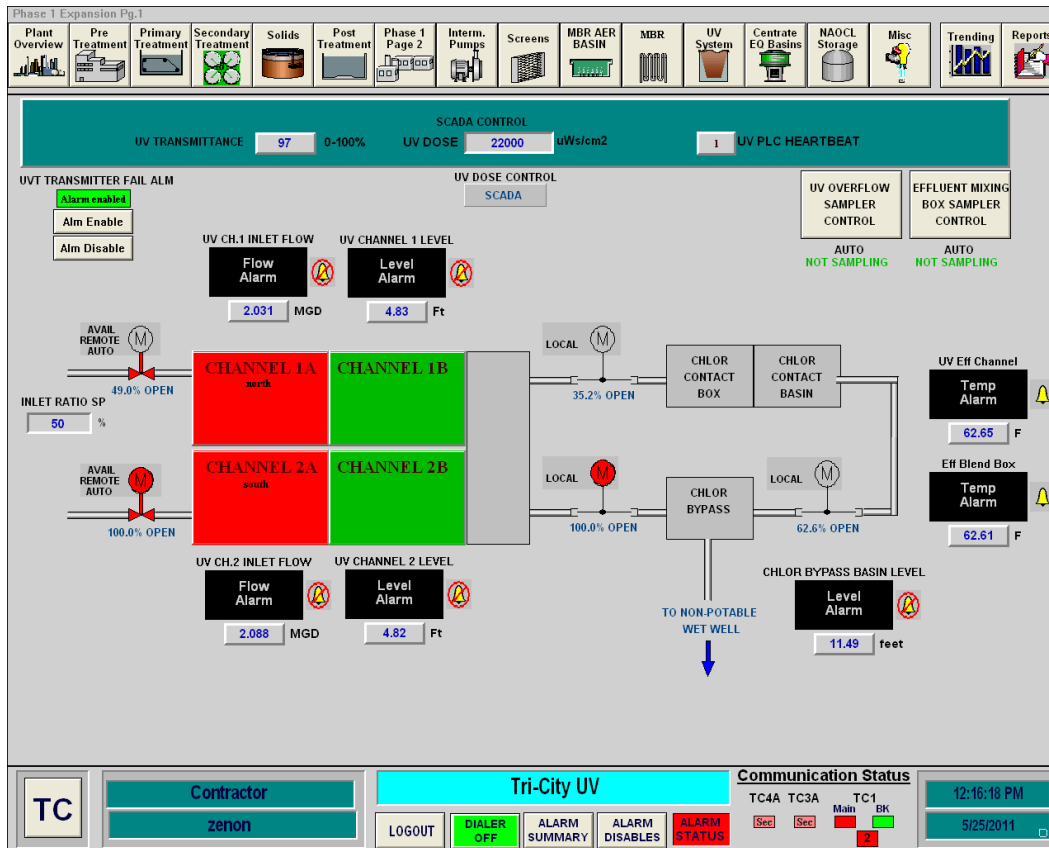 Phase 1 Expansion Pg.1
Plant
Overview
Pre
Treatment
Primary
Treatment
Secondary
Treatment
Solids
Post
Treatment
Phase 1
Page 2
Interm.
Pumps
Screens
MBR AER
BASIN
MBR
UV
System
Centrate
EQ Basins
NAOCL
Storage
Misc
Trending
Reports
SCADA CONTROL
UV TRANSMITTANCE 97 0-100% UV DOSE 22000 uWs/cm2 1 UV PLC HEARTBEAT
UVT TRANSMITTER FAIL ALM
Alarm enabled
Alm Enable
Alm Disable
UV DOSE CONTROL
SCADA
UV OVERFLOW
SAMPLER
CONTROL
AUTO
NOT SAMPLING
EFFLUENT MIXING
BOX SAMPLER
CONTROL
AUTO
NOT SAMPLING
UV CH.1 INLET FLOW
Flow
Alarm
2.031 MGD
UV CHANNEL 1 LEVEL
Level
Alarm
4.83 Ft
AVAIL
REMOTE
AUTO
M
49.0% OPEN
CHANNEL 1A
north
CHANNEL 1B
LOCAL M
35.2% OPEN
CHLOR
CONTACT
BOX
CHLOR
CONTACT
BASIN
UV Eff Channel
Temp
Alarm
62.65 F
INLET RATIO SP
50 %
AVAIL
REMOTE
AUTO
M
100.0% OPEN
CHANNEL 2A
south
CHANNEL 2B
LOCAL M
100.0% OPEN
CHLOR
BYPASS
LOCAL M
62.6% OPEN
Eff Blend Box
Temp
Alarm
62.61 F
UV CH.2 INLET FLOW
Flow
Alarm
2.088 MGD
UV CHANNEL 2 LEVEL
Level
Alarm
4.82 Ft
TO NON-POTABLE
WET WELL
CHLOR BYPASS BASIN LEVEL
Level
Alarm
11.49 feet
TC
Contractor
zenon
Tri-City UV
LOGOUT
DIALER
OFF
ALARM
SUMMARY
ALARM
DISABLES
ALARM
STATUS
Communication Status
TC4A TC3A TC1
Main BK
Sec Sec
2
12:16:18 PM
5/25/2011